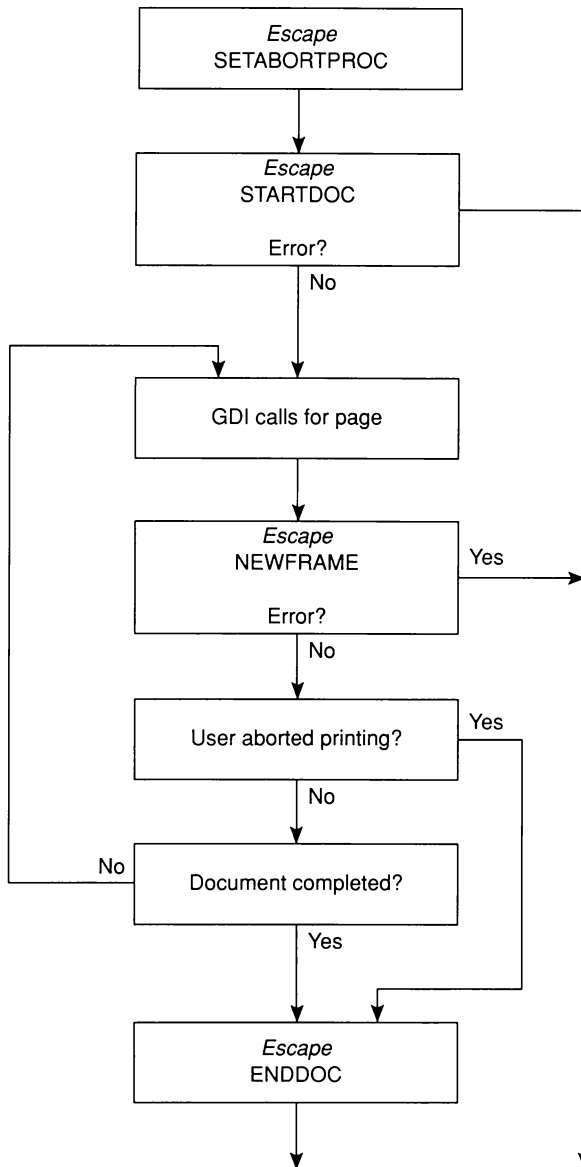 Escape
SETABORTPROC
Escape
STARTDOC
Error?
No
GDI calls for page
Escape
NEWFRAME
Error?
Yes
No
User aborted printing?
Yes
No
Document completed?
No
Yes
Escape
ENDDOC